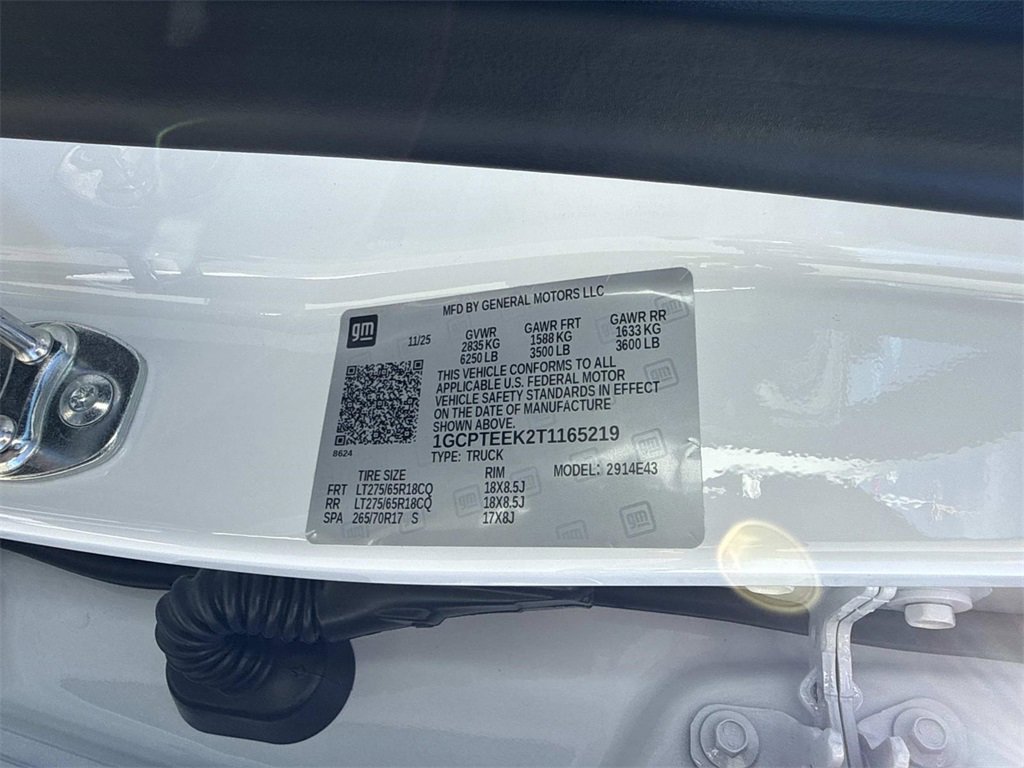 MFD BY GENERAL MOTORS LLC
gm
11/25
GVWR GAWR FRT GAWR RR
2835 KG 1588 KG 1633 KG
6250 LB 3500 LB 3600 LB
THIS VEHICLE CONFORMS TO ALL
APPLICABLE U.S. FEDERAL MOTOR
VEHICLE SAFETY STANDARDS IN EFFECT
ON THE DATE OF MANUFACTURE
SHOWN ABOVE.
1GCPTEEK2T1165219
8624
TYPE: TRUCK
MODEL: 2914E43
TIRE SIZE RIM
FRT LT275/65R18CQ 18X8.5J
RR LT275/65R18CQ 18X8.5J
SPA 265/70R17 S 17X8J